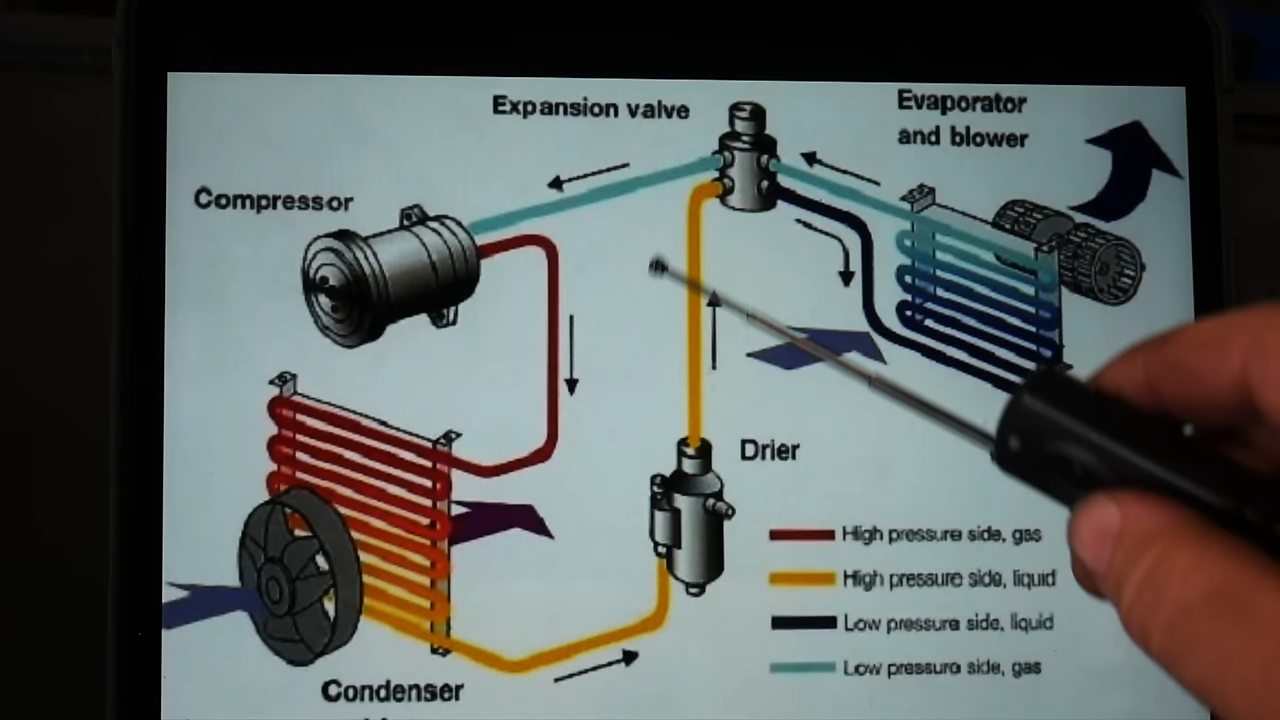 Expansion valve
Evaporator
and blower
Compressor
Drier
High pressure side, gas
High pressure side, liquid
Low pressure side, liquid
Low pressure side, gas
Condenser